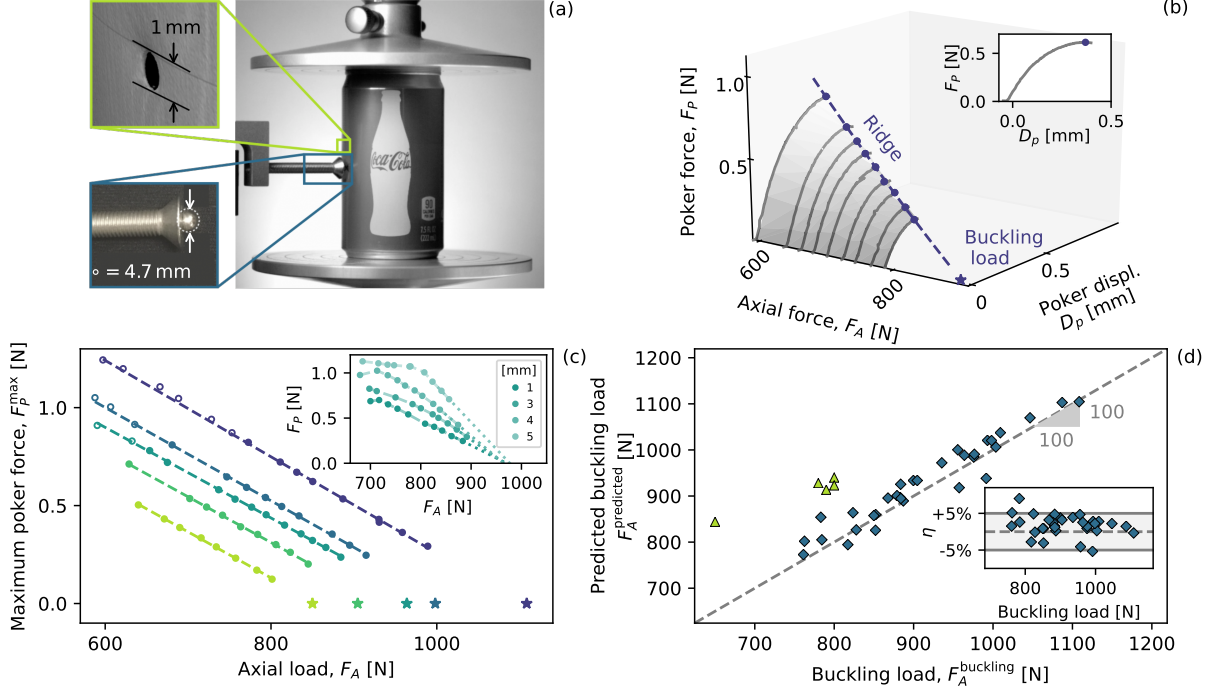 (a)
1 mm
Coca-Cola
90
= 4.7 mm
(b)
Poker force, F_P [N]
1.0
0.5
Ridge
Buckling
load
600
800
Axial force, F_A [N]
0
0.5
Poker displ.
D_p [mm]
F_P [N]
0.5
0.0
0.0
0.5
D_p [mm]
(c)
Maximum poker force, F_P^max [N]
1.0
0.5
0.0
600
800
1000
Axial load, F_A [N]
F_P [N]
1.0
0.5
0.0
700
800
900
1000
F_A [N]
[mm]
1
3
4
5
(d)
Predicted buckling load
F_A^predicted [N]
1200
1100
1000
900
800
700
700
800
900
1000
1100
1200
Buckling load, F_A^buckling [N]
100
100
η
+5%
-5%
800
1000
Buckling load [N]